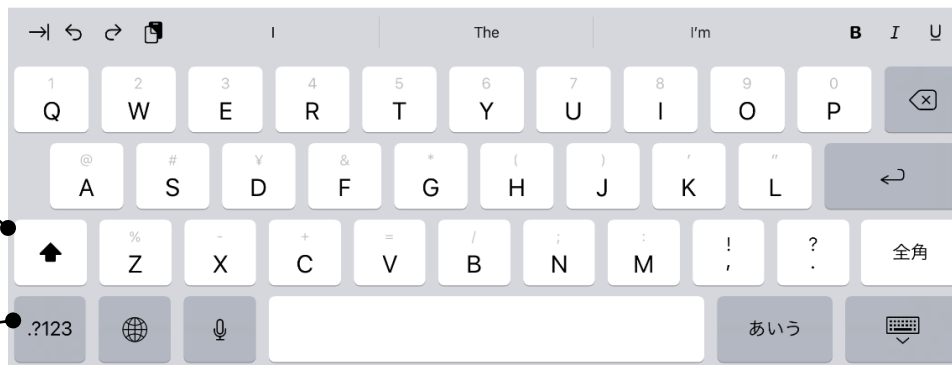 I The I'm B I U
1 2 3 4 5 6 7 8 9 0
Q W E R T Y U I O P
@ # ¥ & * ( ) ' "
A S D F G H J K L
% - + = / ; : ! ?
Z X C V B N M , . 全角
.?123 あいう